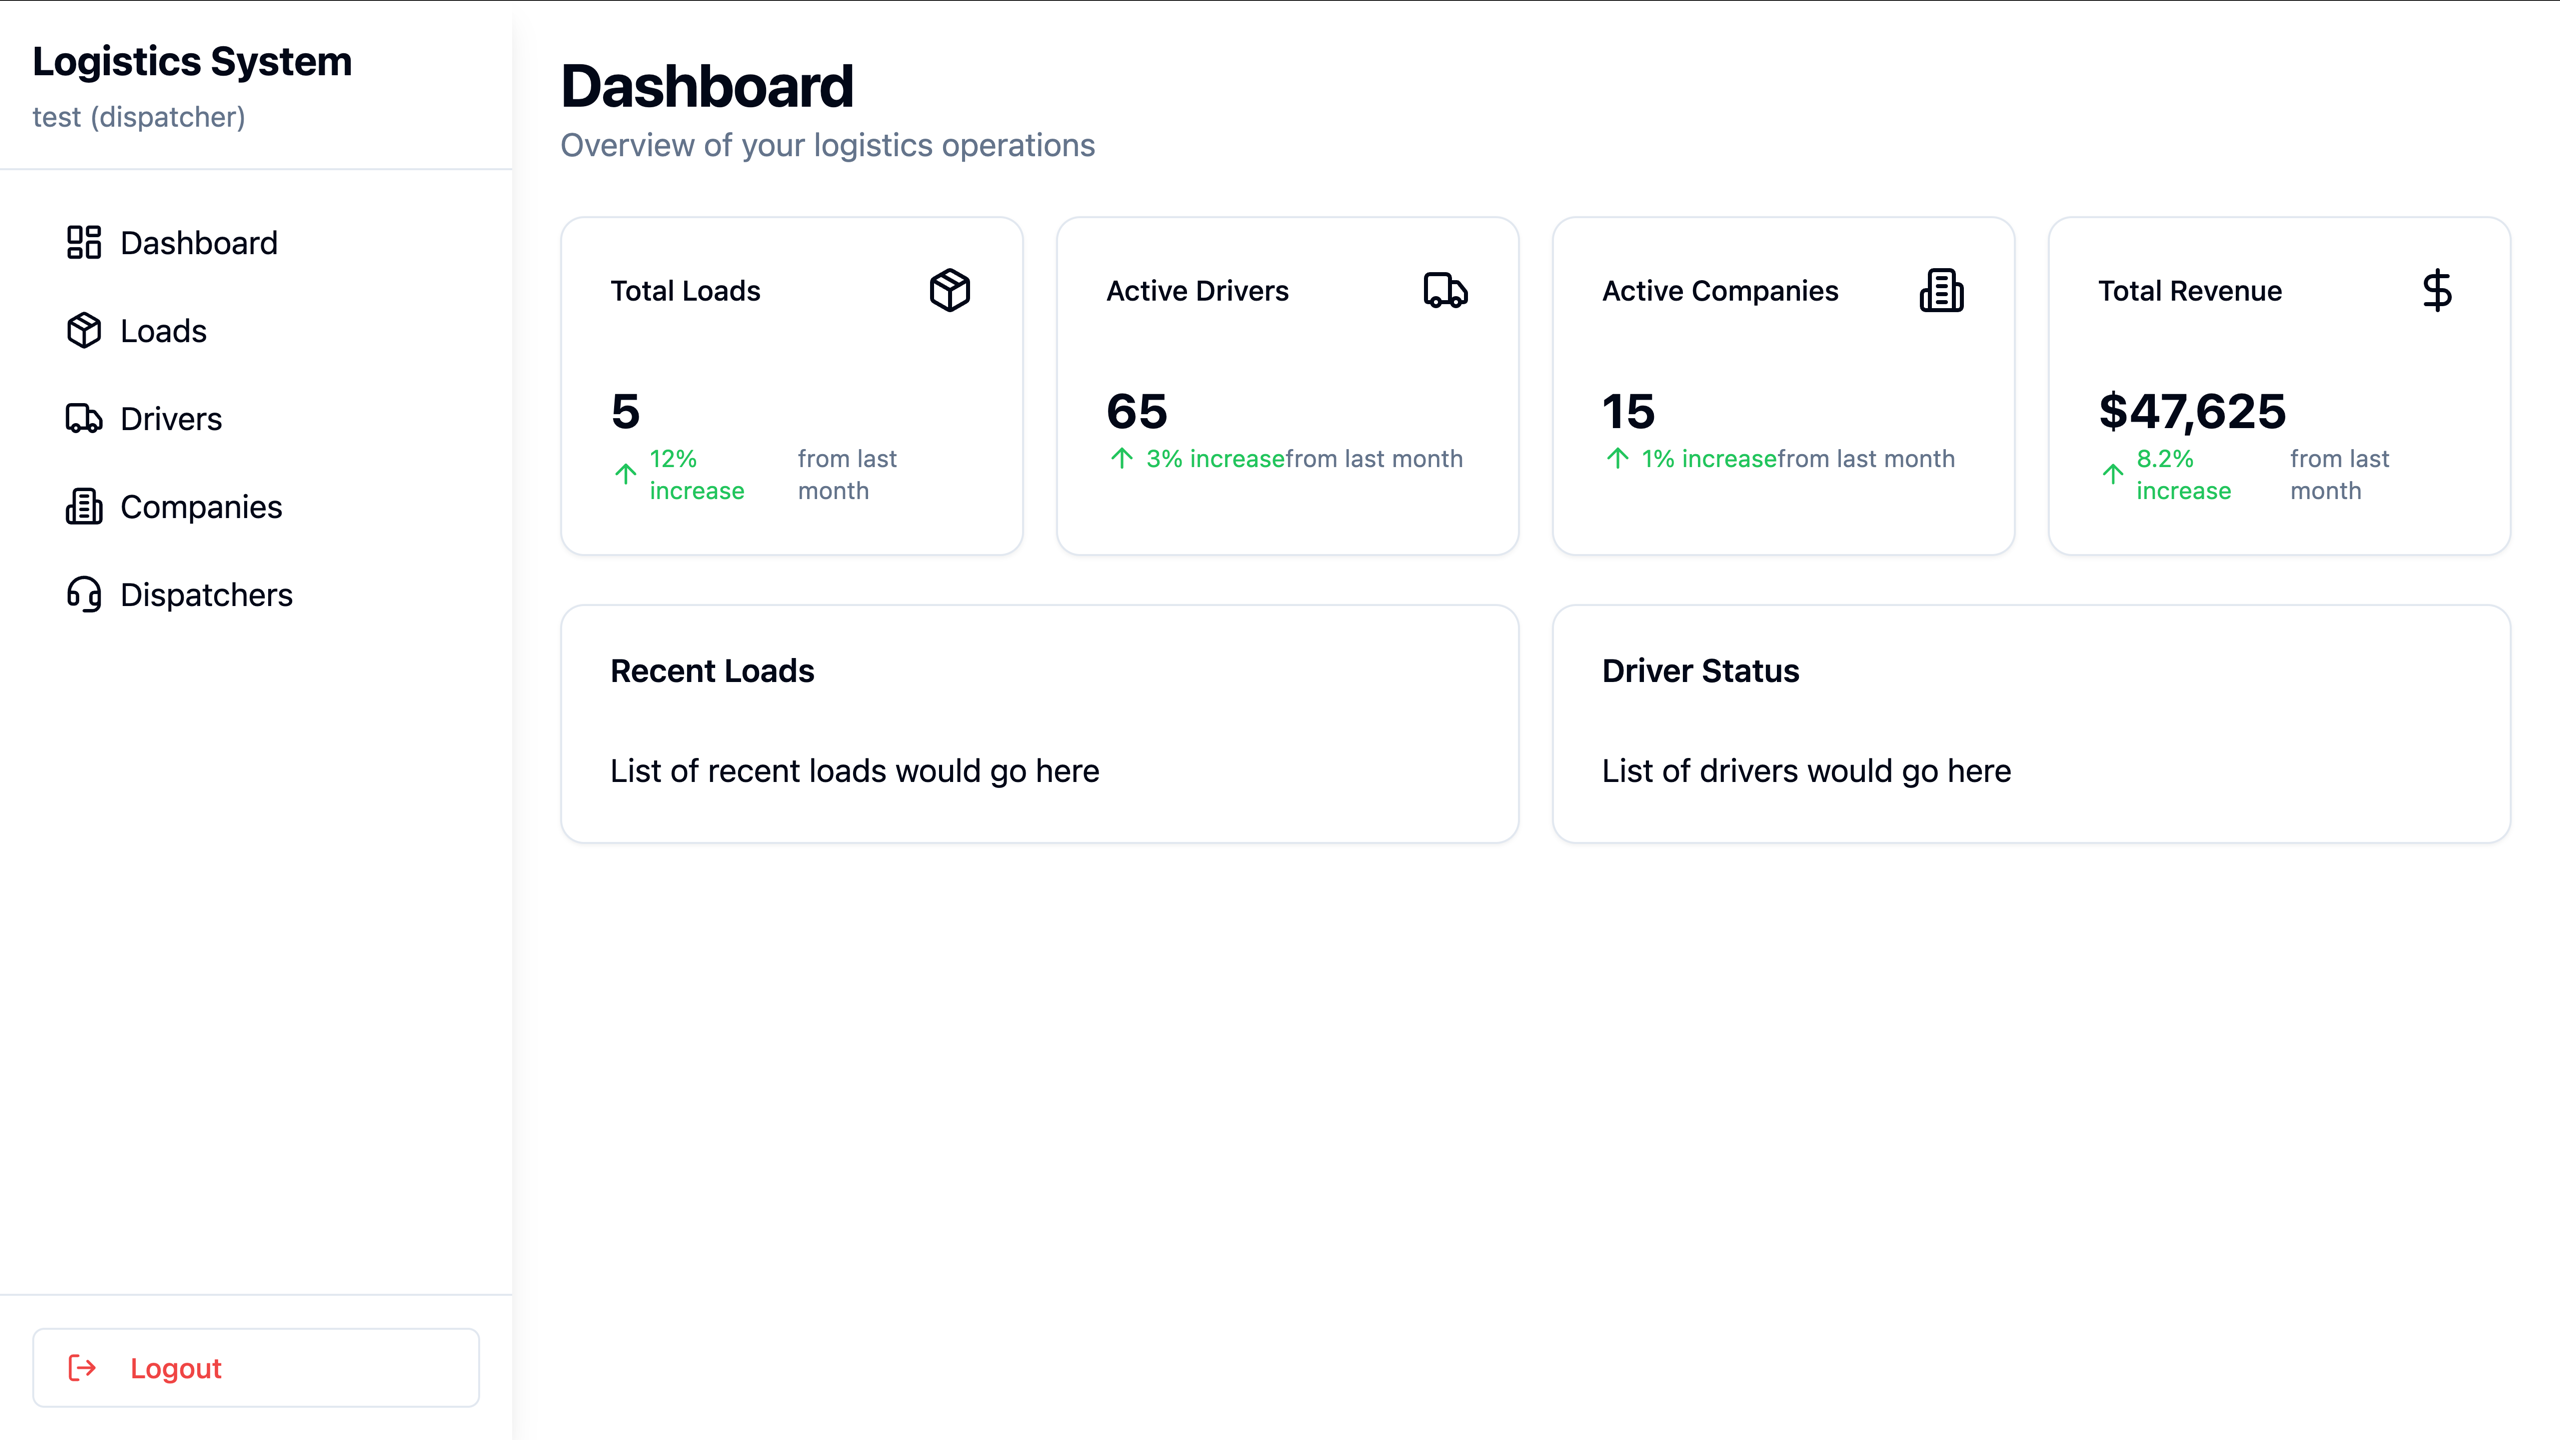 Logistics System
test (dispatcher)
Dashboard
Loads
Drivers
Companies
Dispatchers
Logout
Dashboard
Overview of your logistics operations
Total Loads
5
12%
increase
from last
month
Active Drivers
65
3% increasefrom last month
Active Companies
15
1% increasefrom last month
Total Revenue
$47,625
8.2%
increase
from last
month
Recent Loads
List of recent loads would go here
Driver Status
List of drivers would go here